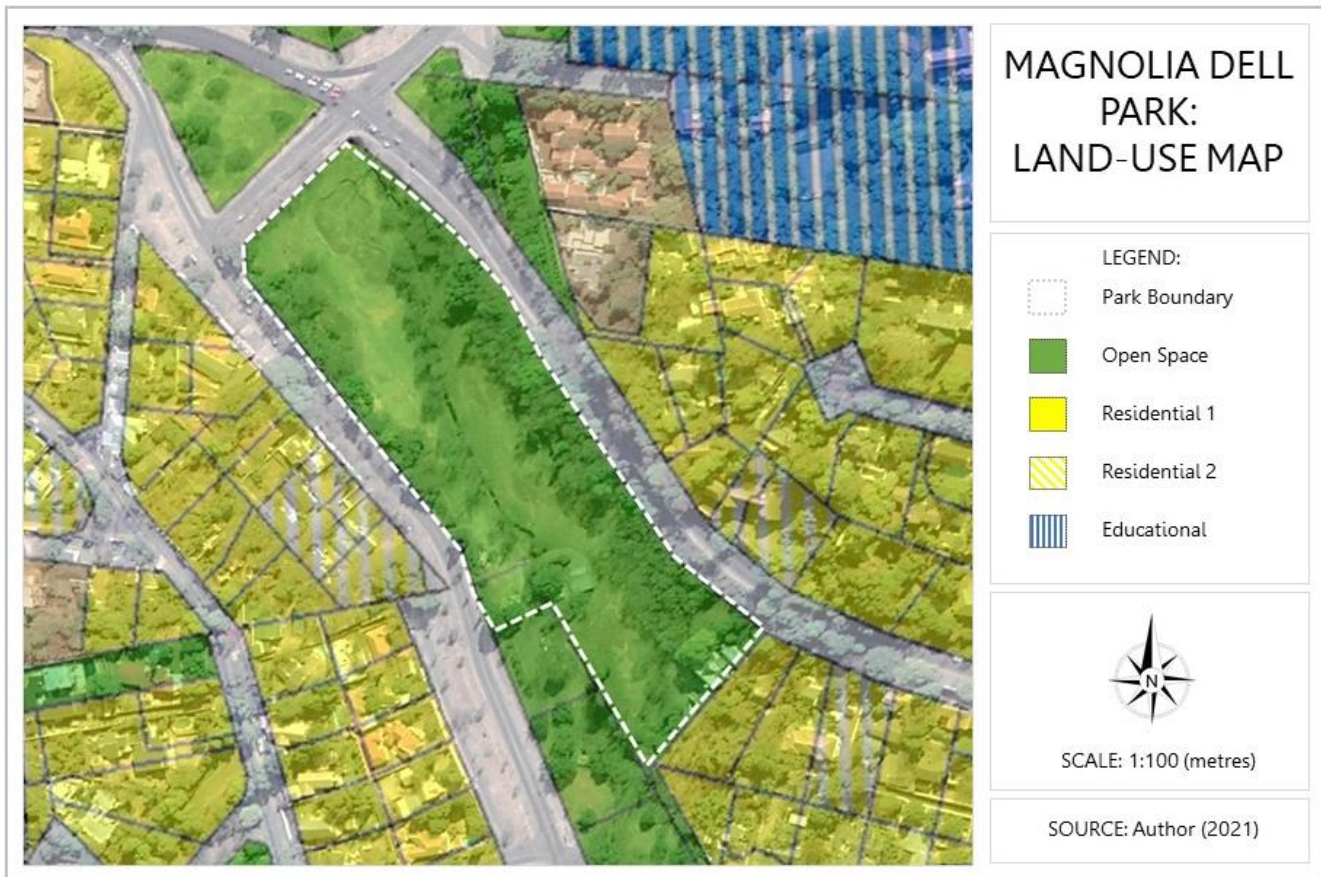 MAGNOLIA DELL
PARK:
LAND-USE MAP
LEGEND:
Park Boundary
Open Space
Residential 1
Residential 2
Educational
N
SCALE: 1:100 (metres)
SOURCE: Author (2021)